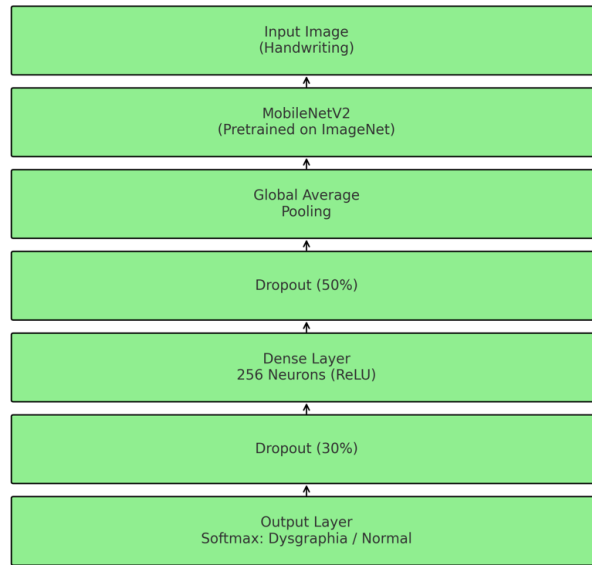 Input Image
(Handwriting)
MobileNetV2
(Pretrained on ImageNet)
Global Average
Pooling
Dropout (50%)
Dense Layer
256 Neurons (ReLU)
Dropout (30%)
Output Layer
Softmax: Dysgraphia / Normal